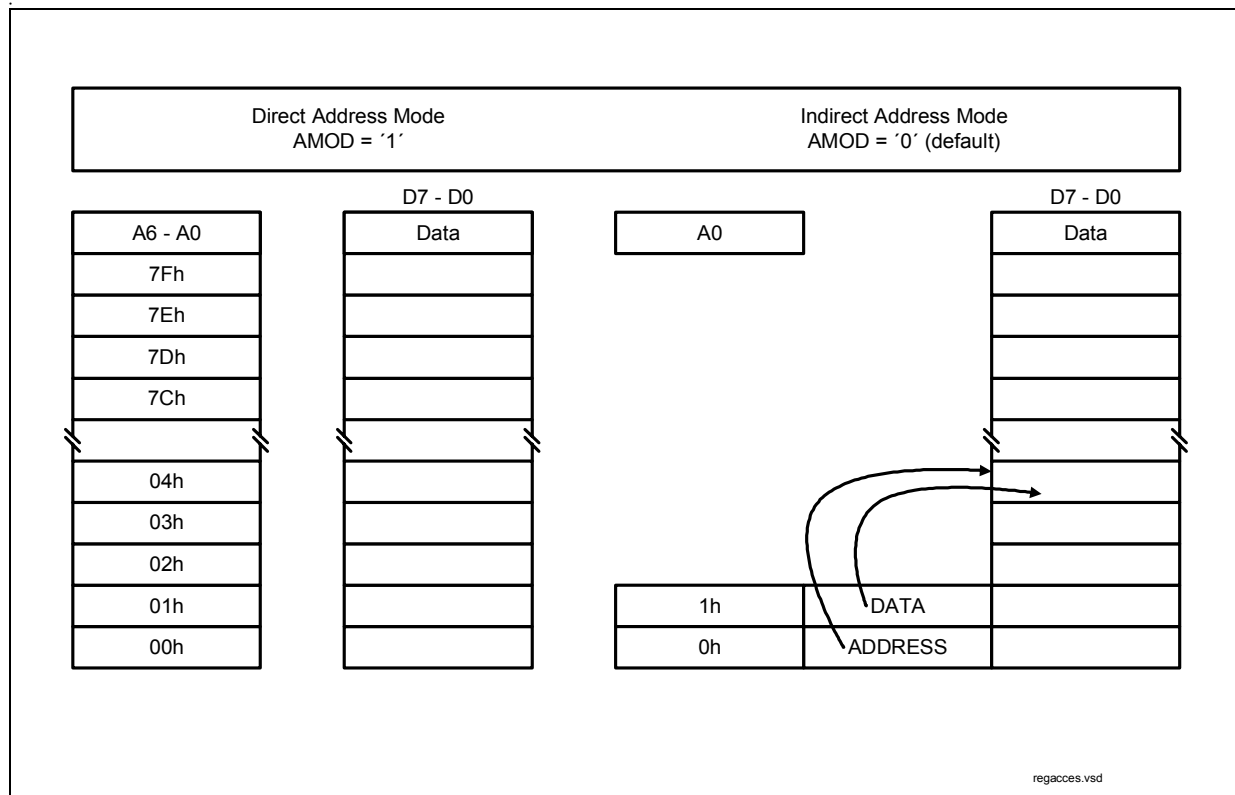 Direct Address Mode
AMOD = ´1´
Indirect Address Mode
AMOD = ´0´ (default)
D7 - D0
D7 - D0
A6 - A0
Data
A0
Data
7Fh
7Eh
7Dh
7Ch
04h
03h
02h
01h
1h
DATA
00h
0h
ADDRESS
regacces.vsd